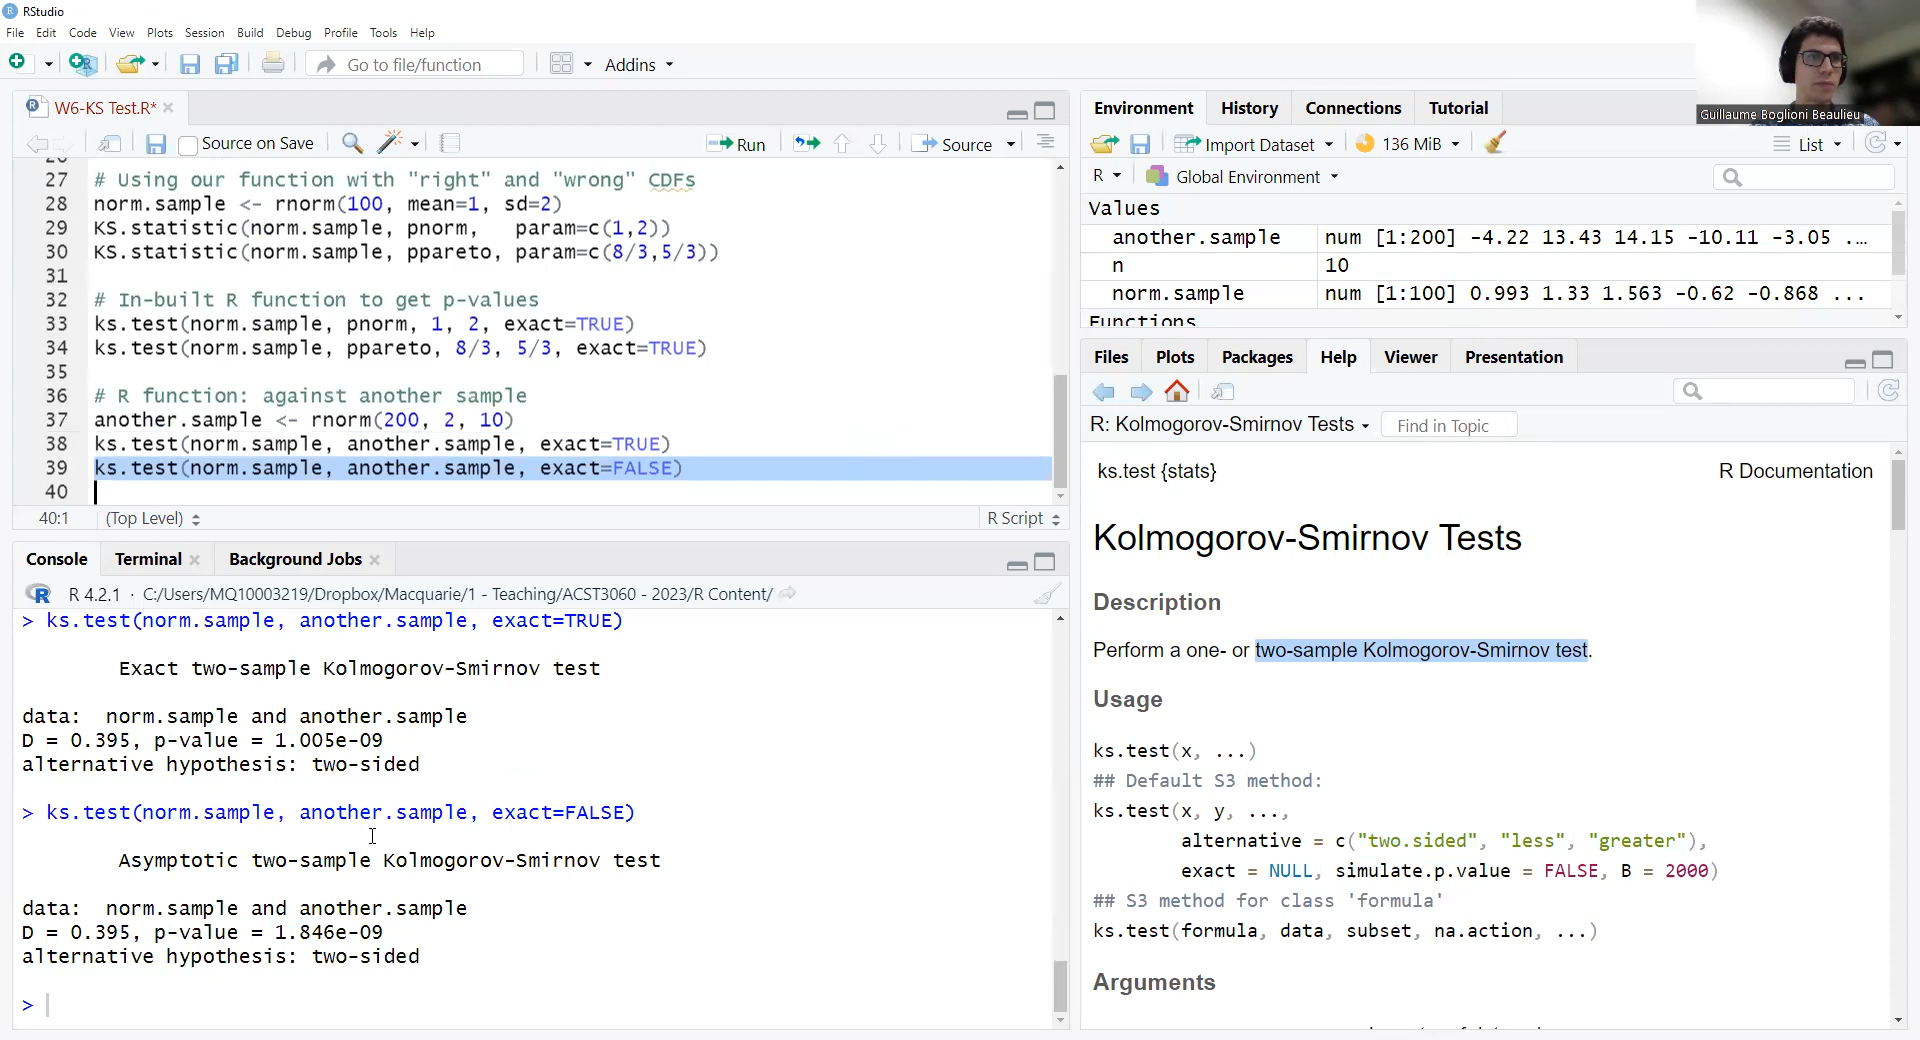 RStudio
File Edit Code View Plots Session Build Debug Profile Tools Help
Go to file/function Addins
Guillaume Boglioni Beaulieu
W6-KS Test.R*
Source on Save Run Source
27 # Using our function with "right" and "wrong" CDFs
28 norm.sample <- rnorm(100, mean=1, sd=2)
29 KS.statistic(norm.sample, pnorm,   param=c(1,2))
30 KS.statistic(norm.sample, ppareto, param=c(8/3,5/3))
31
32 # In-built R function to get p-values
33 ks.test(norm.sample, pnorm, 1, 2, exact=TRUE)
34 ks.test(norm.sample, ppareto, 8/3, 5/3, exact=TRUE)
35
36 # R function: against another sample
37 another.sample <- rnorm(200, 2, 10)
38 ks.test(norm.sample, another.sample, exact=TRUE)
39 ks.test(norm.sample, another.sample, exact=FALSE)
40
40:1 (Top Level) R Script
Console Terminal Background Jobs
R 4.2.1 · C:/Users/MQ10003219/Dropbox/Macquarie/1 - Teaching/ACST3060 - 2023/R Content/
> ks.test(norm.sample, another.sample, exact=TRUE)
Exact two-sample Kolmogorov-Smirnov test
data:  norm.sample and another.sample
D = 0.395, p-value = 1.005e-09
alternative hypothesis: two-sided
> ks.test(norm.sample, another.sample, exact=FALSE)
Asymptotic two-sample Kolmogorov-Smirnov test
data:  norm.sample and another.sample
D = 0.395, p-value = 1.846e-09
alternative hypothesis: two-sided
>
Environment History Connections Tutorial
Import Dataset 136 MiB List
R Global Environment
Values
another.sample num [1:200] -4.22 13.43 14.15 -10.11 -3.05 ...
n 10
norm.sample num [1:100] 0.993 1.33 1.563 -0.62 -0.868 ...
Functions
Files Plots Packages Help Viewer Presentation
R: Kolmogorov-Smirnov Tests Find in Topic
ks.test {stats} R Documentation
Kolmogorov-Smirnov Tests
Description
Perform a one- or two-sample Kolmogorov-Smirnov test.
Usage
ks.test(x, ...)
## Default S3 method:
ks.test(x, y, ...,
alternative = c("two.sided", "less", "greater"),
exact = NULL, simulate.p.value = FALSE, B = 2000)
## S3 method for class 'formula'
ks.test(formula, data, subset, na.action, ...)
Arguments